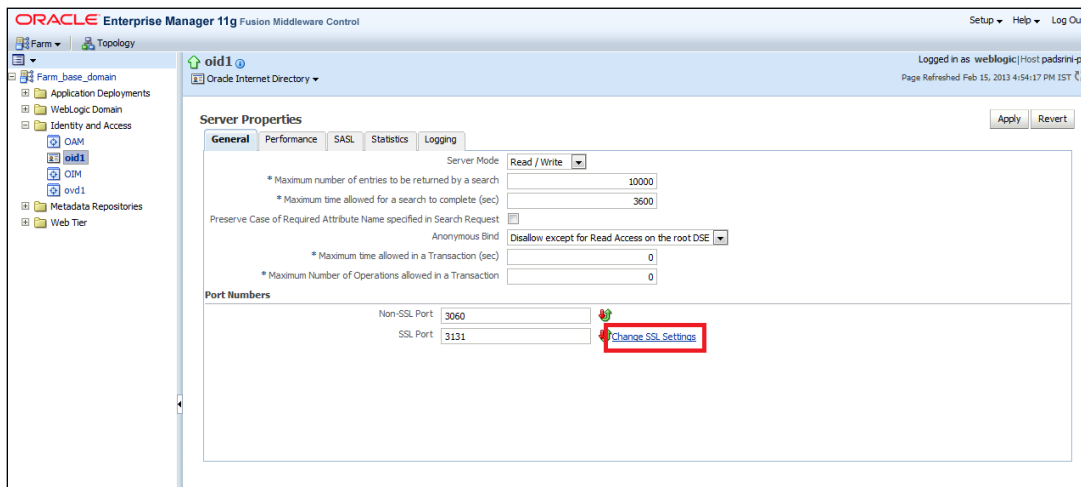 ORACLE Enterprise Manager 11g Fusion Middleware Control
Setup Help Log Ou
Farm Topology
Farm_base_domain
Application Deployments
WebLogic Domain
Identity and Access
OAM
oid1
OIM
ovd1
Metadata Repositories
Web Tier
oid1
Oracle Internet Directory
Logged in as weblogic|Host padsrini-p
Page Refreshed Feb 15, 2013 4:54:17 PM IST
Server Properties
Apply Revert
General Performance SASL Statistics Logging
Server Mode Read / Write
* Maximum number of entries to be returned by a search 10000
* Maximum time allowed for a search to complete (sec) 3600
Preserve Case of Required Attribute Name specified in Search Request
Anonymous Bind Disallow except for Read Access on the root DSE
* Maximum time allowed in a Transaction (sec) 0
* Maximum Number of Operations allowed in a Transaction 0
Port Numbers
Non-SSL Port 3060
SSL Port 3131 Change SSL Settings